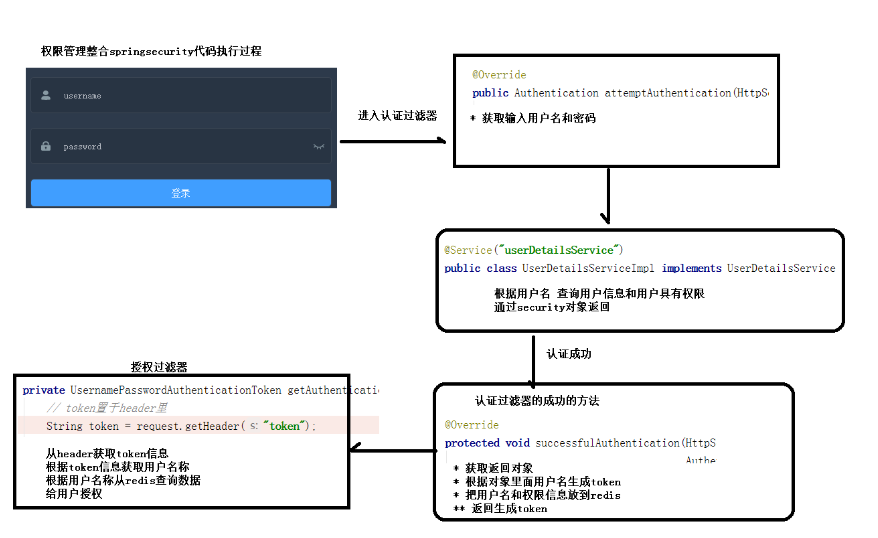 权限管理整合springsecurity代码执行过程
username
password
登录
进入认证过滤器
@Override
public Authentication attemptAuthentication(HttpS
* 获取输入用户名和密码
@Service("userDetailsService")
public class UserDetailsServiceImpl implements UserDetailsService
根据用户名 查询用户信息和用户具有权限
通过security对象返回
认证成功
认证过滤器的成功的方法
@Override
protected void successfulAuthentication(HttpS
Authe
* 获取返回对象
* 根据对象里面用户名生成token
* 把用户名和权限信息放到redis
** 返回生成token
授权过滤器
private UsernamePasswordAuthenticationToken getAuthenticatio
// token置于header里
String token = request.getHeader( s: "token");
从header获取token信息
根据token信息获取用户名称
根据用户名称从redis查询数据
给用户授权